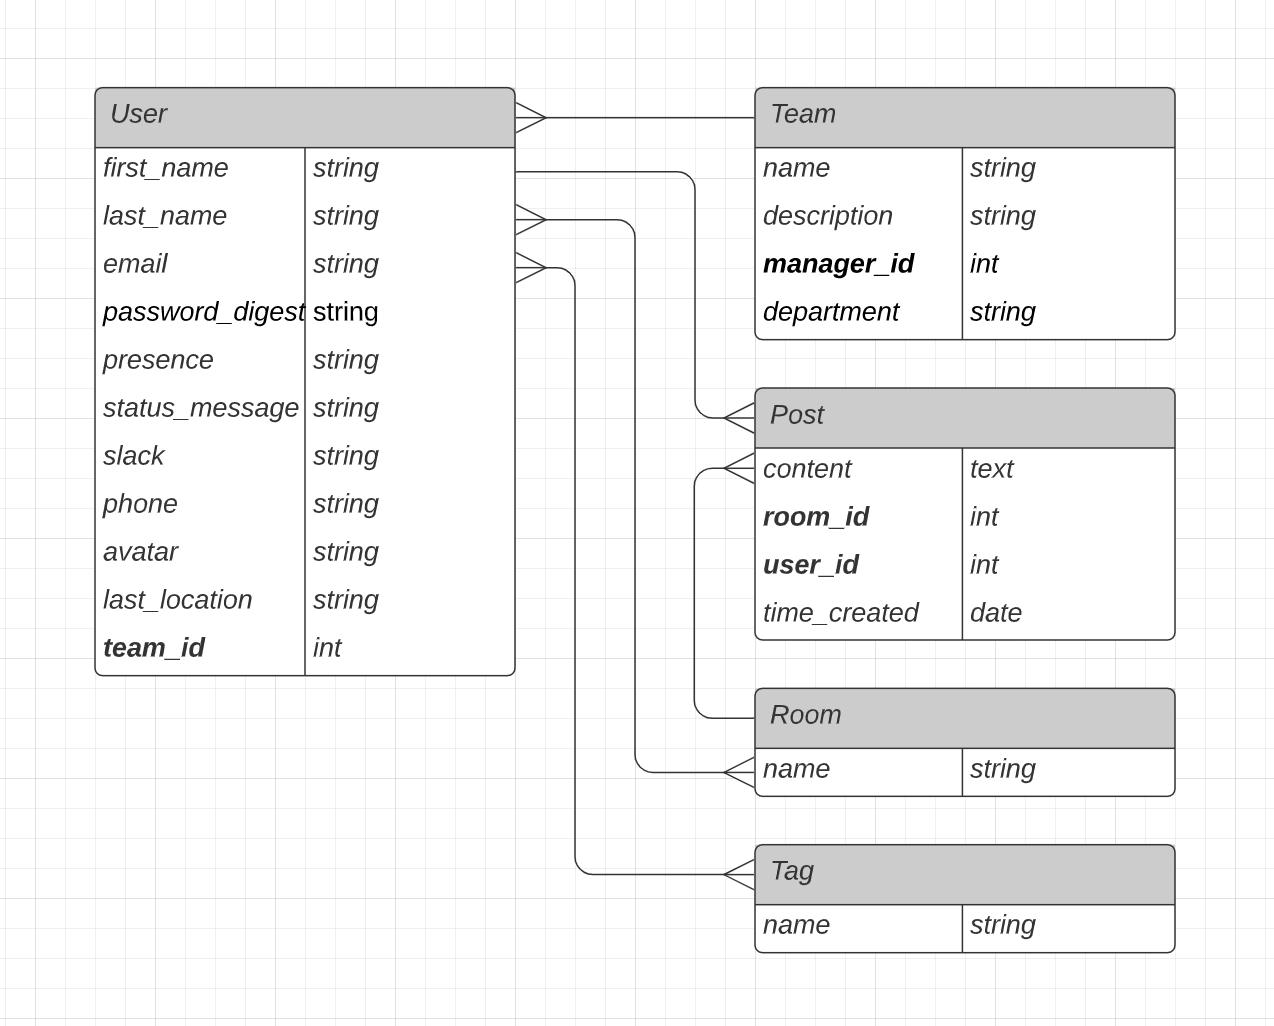 User
first_name string
last_name string
email string
password_digest string
presence string
status_message string
slack string
phone string
avatar string
last_location string
team_id int
Team
name string
description string
manager_id int
department string
Post
content text
room_id int
user_id int
time_created date
Room
name string
Tag
name string